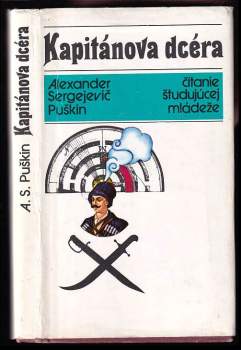 A. S. Puškin Kapitánova dcéra
Kapitánova dcéra
Alexander
Sergejevič
Puškin
čítanie
študujúcej
mládeže